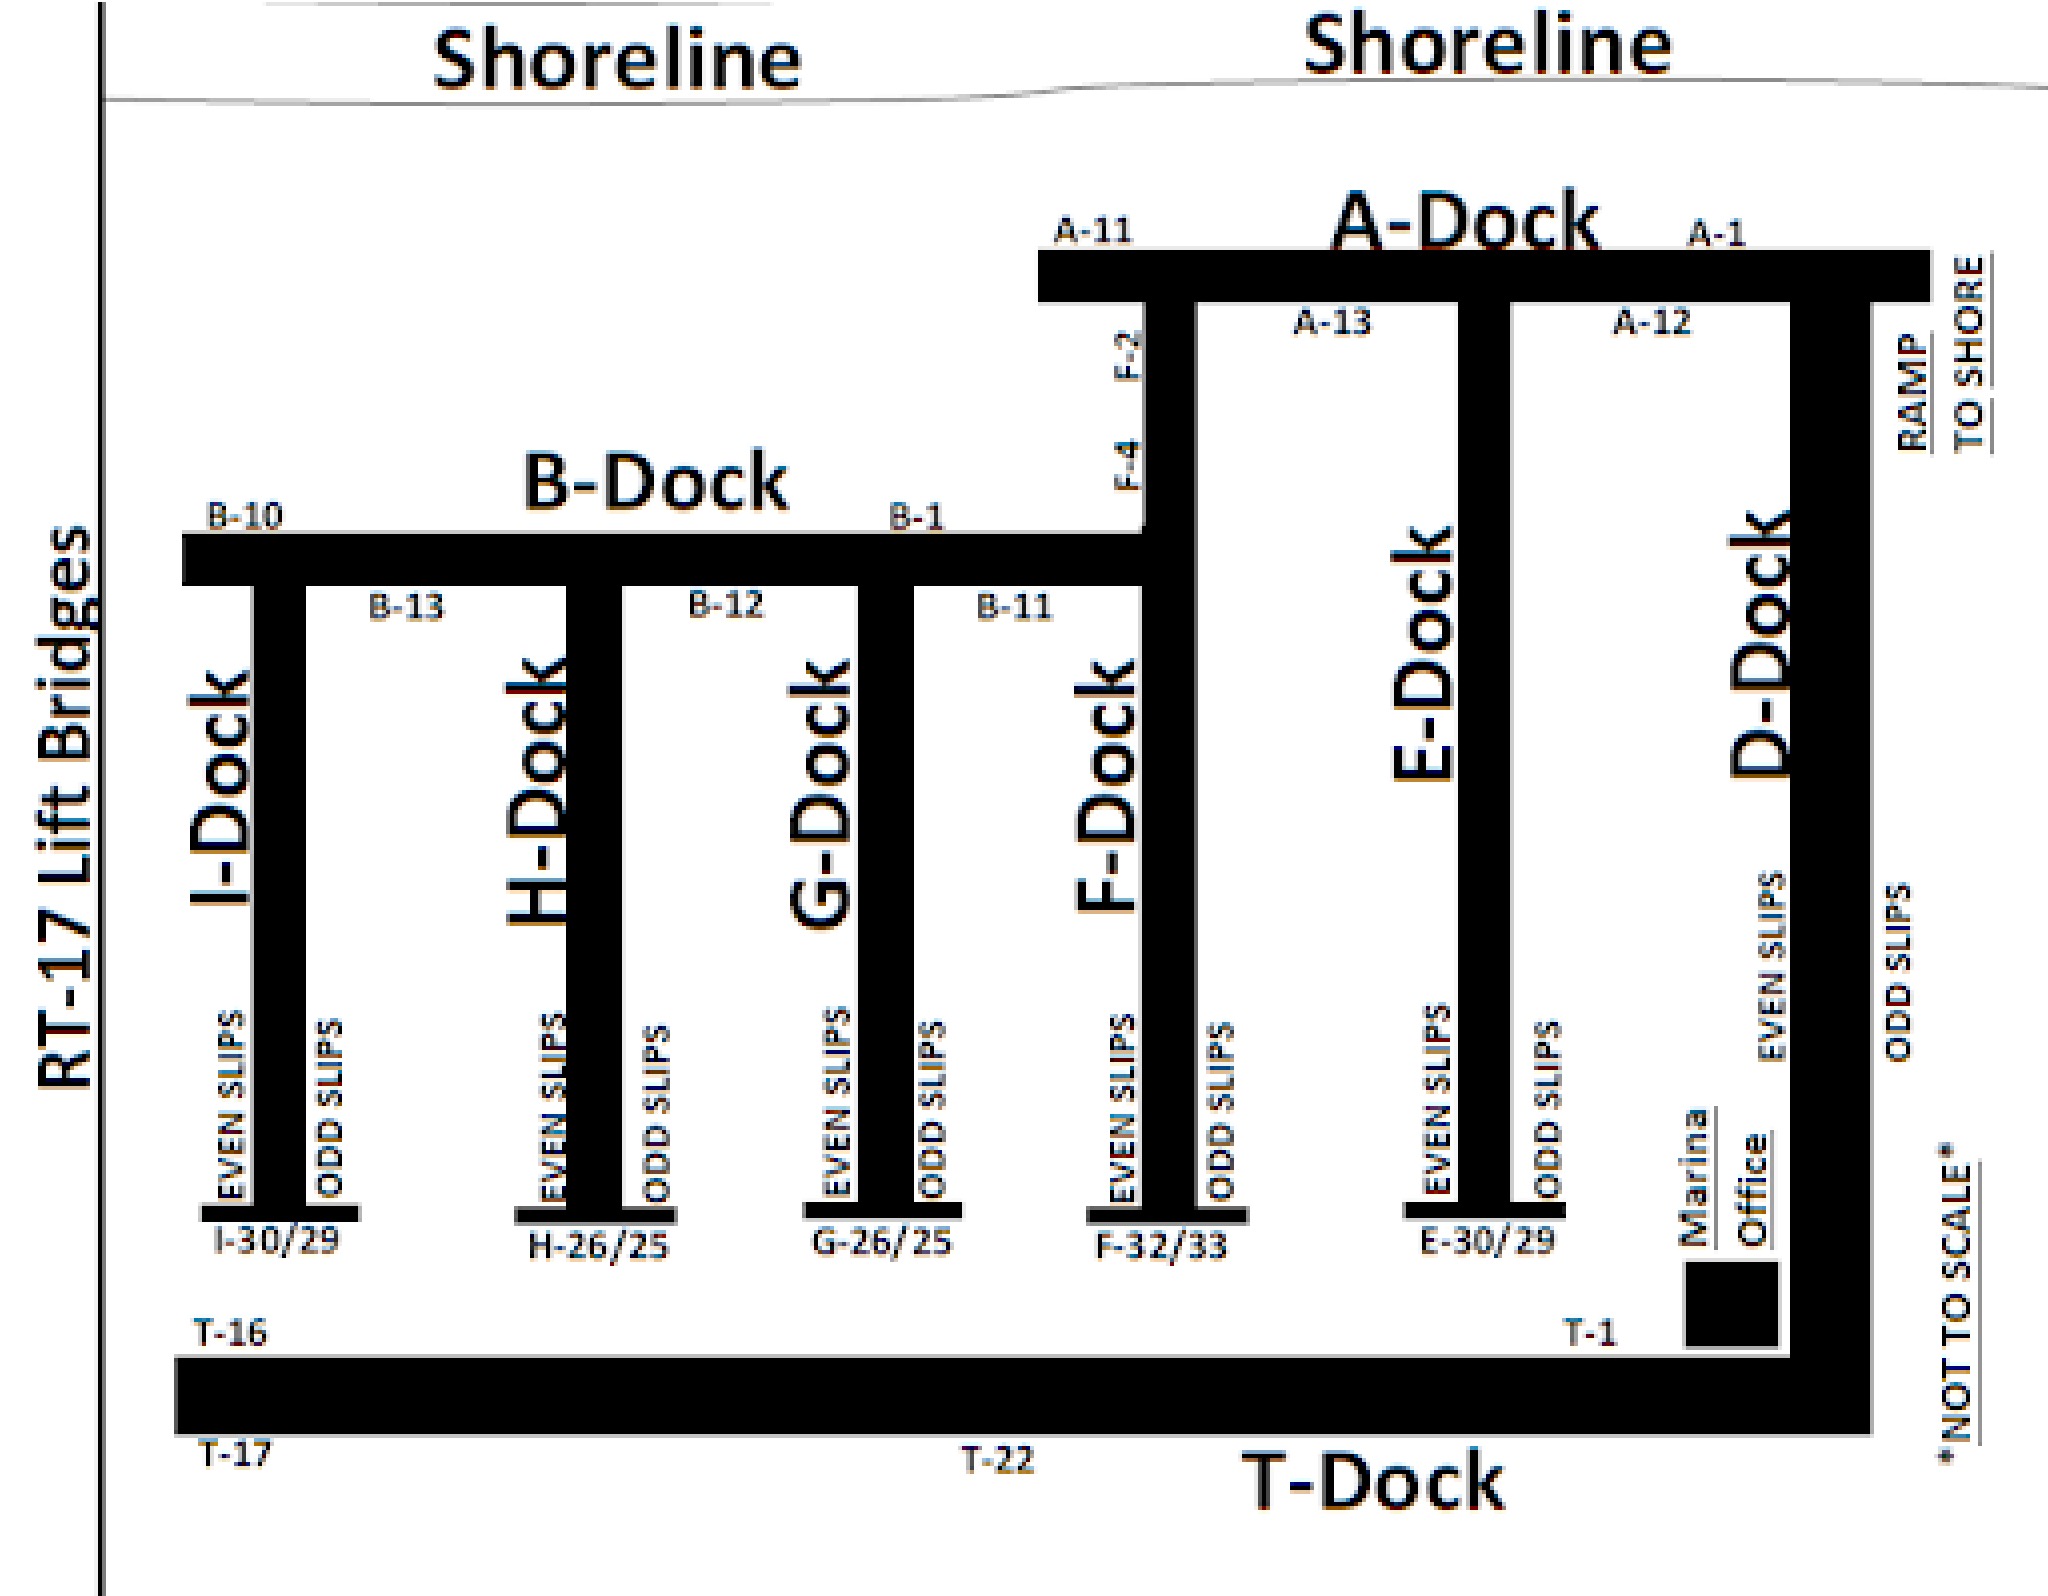 Shoreline
Shoreline
A-Dock
A-11
A-1
A-13
A-12
RAMP
TO SHORE
F-2
F-4
B-Dock
B-10
B-1
B-13
B-12
B-11
RT-17 Lift Bridges
I-Dock
H-Dock
G-Dock
F-Dock
E-Dock
D-Dock
EVEN SLIPS
ODD SLIPS
EVEN SLIPS
ODD SLIPS
EVEN SLIPS
ODD SLIPS
EVEN SLIPS
ODD SLIPS
EVEN SLIPS
ODD SLIPS
EVEN SLIPS
ODD SLIPS
I-30/29
H-26/25
G-26/25
F-32/33
E-30/29
Marina
Office
*NOT TO SCALE*
T-16
T-1
T-17
T-22
T-Dock